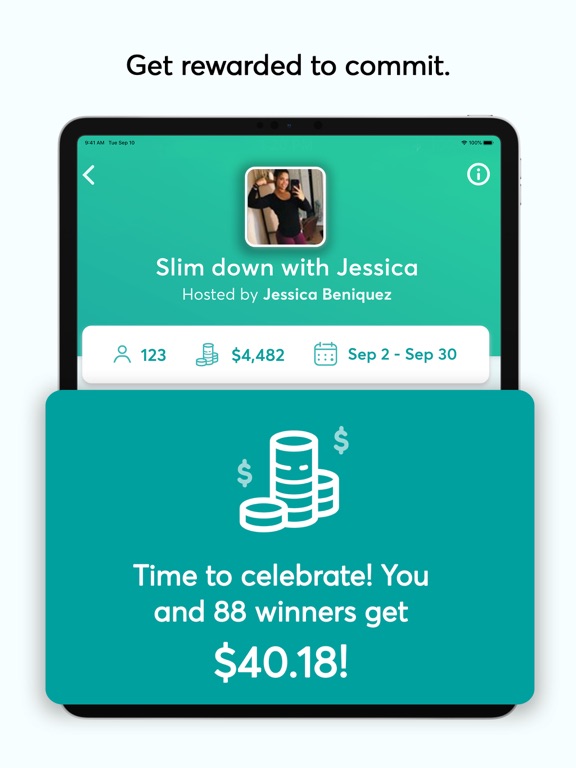 Get rewarded to commit.
9:41 AM Tue Sep 15
100%
Slim down with Jessica
Hosted by Jessica Beniquez
123
$4,482
Sep 2 - Sep 30
$
$
Time to celebrate! You
and 88 winners get
$40.18!